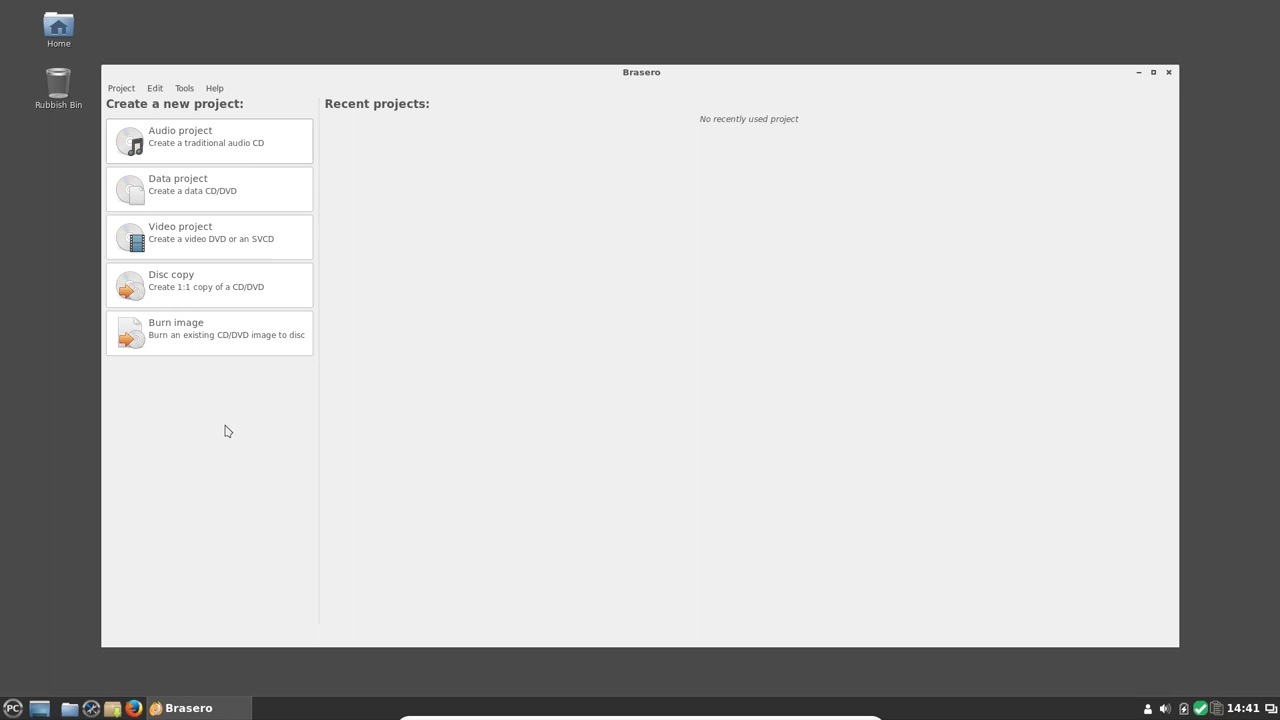 Home
Rubbish Bin
Brasero
Project Edit Tools Help
Create a new project:
Audio project
Create a traditional audio CD
Data project
Create a data CD/DVD
Video project
Create a video DVD or an SVCD
Disc copy
Create 1:1 copy of a CD/DVD
Burn image
Burn an existing CD/DVD image to disc
Recent projects:
No recently used project
PC
Brasero
14:41